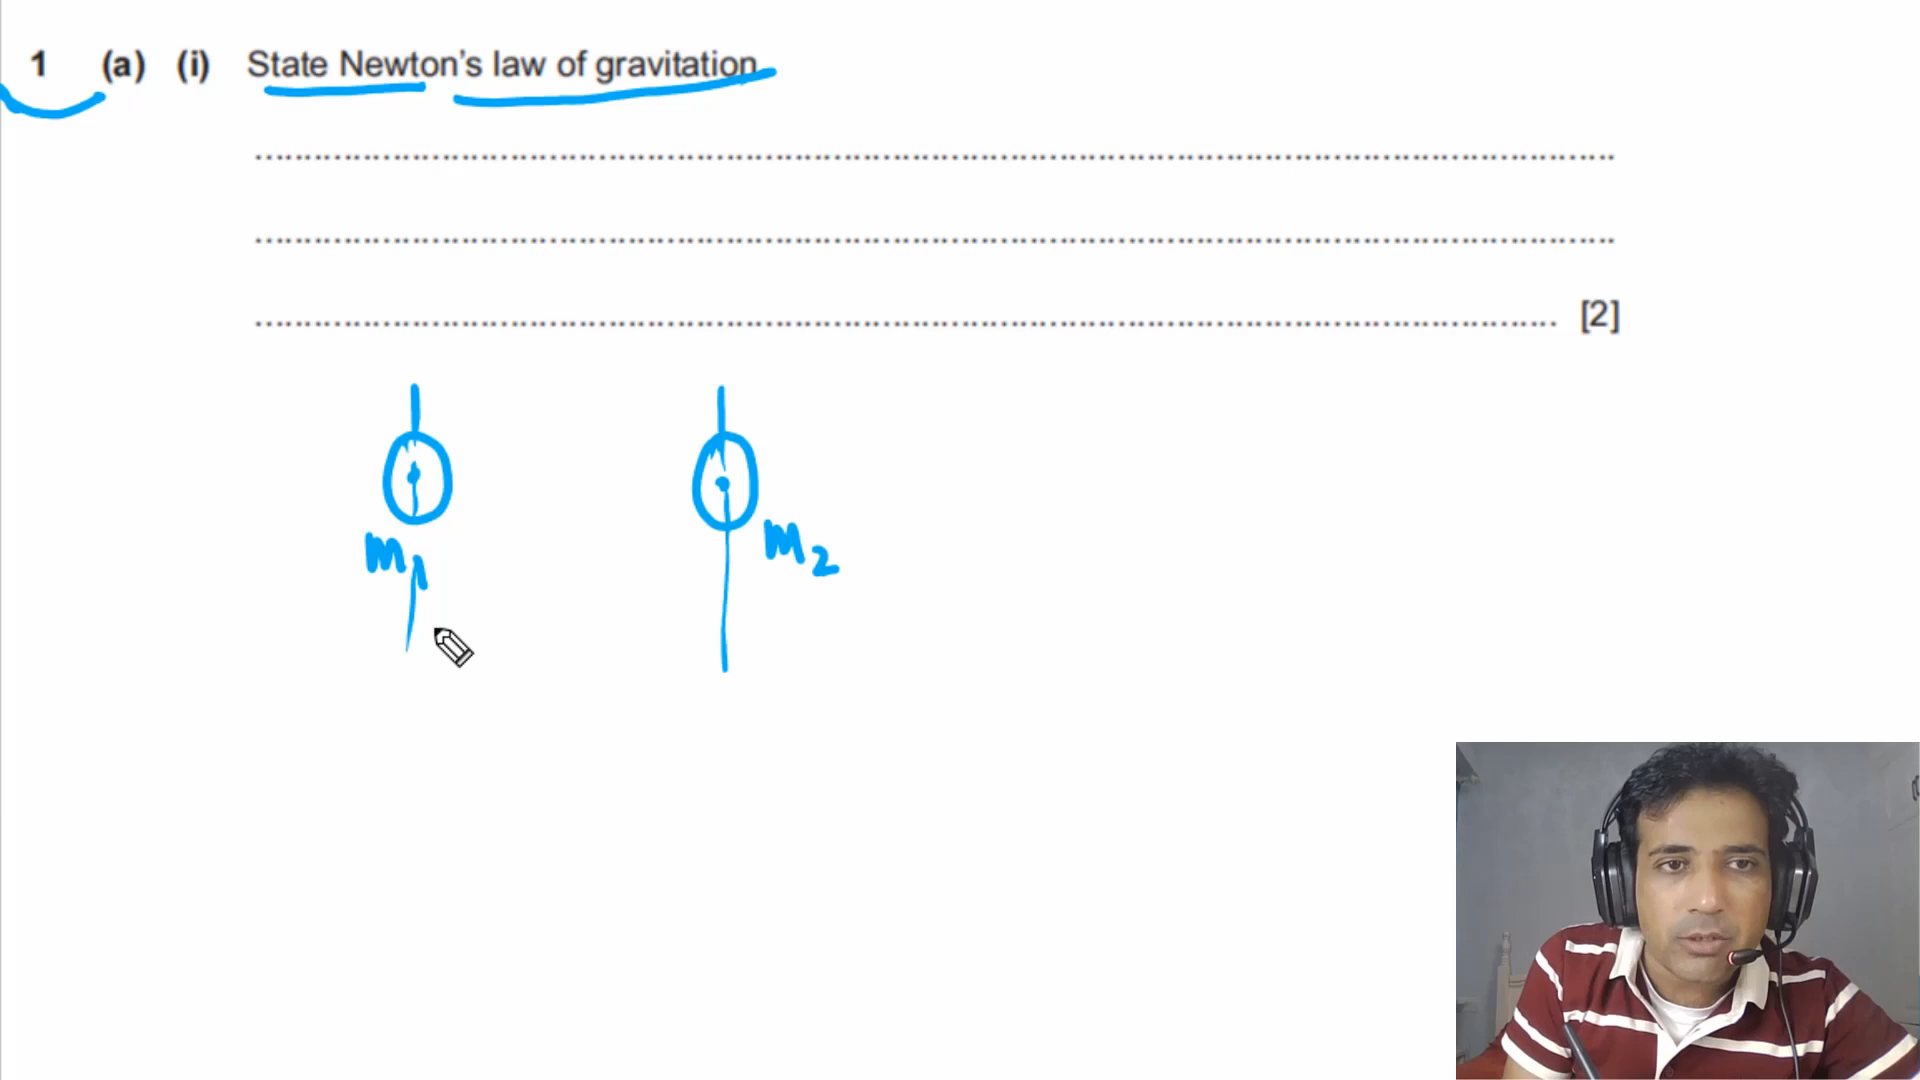 1 (a) (i) State Newton's law of gravitation.
[2]
m1
m2